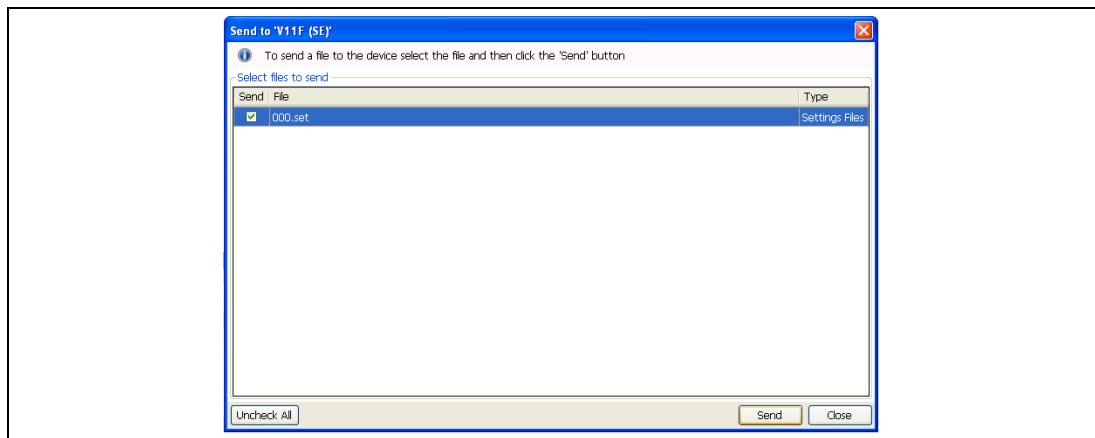 Send to 'V11F (SE)'
To send a file to the device select the file and then click the 'Send' button
Select files to send
Send File Type
000.set Settings Files
Uncheck All Send Close